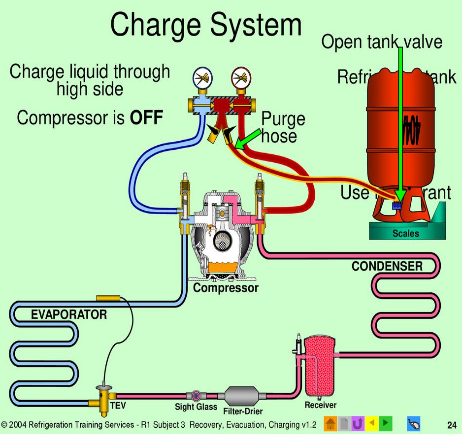 Charge System
Open tank valve
Charge liquid through
high side
Compressor is OFF
Purge
hose
tank
Use
rant
Scales
CONDENSER
Compressor
EVAPORATOR
TEV
Sight Glass
Filter-Drier
Receiver
© 2004 Refrigeration Training Services - R1 Subject 3 Recovery, Evacuation, Charging v1.2
24